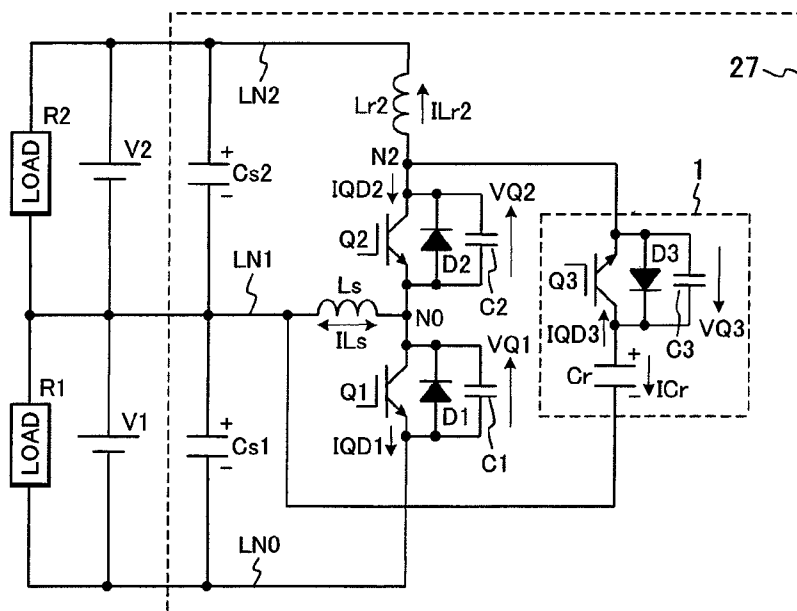 27
LN2
Lr2
ILr2
R2
LOAD
V2
+
Cs2
-
N2
IQD2
VQ2
1
Q2
D2
C2
Q3
D3
C3
VQ3
IQD3
LN1
Ls
ILs
N0
VQ1
Cr
+
-
ICr
R1
LOAD
V1
+
Cs1
-
Q1
D1
C1
IQD1
LN0